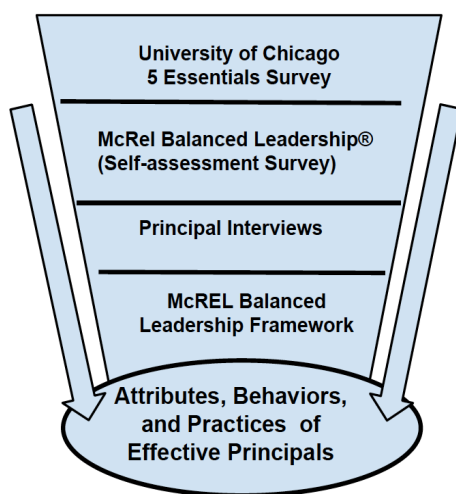 University of Chicago
5 Essentials Survey
McRel Balanced Leadership®
(Self-assessment Survey)
Principal Interviews
McREL Balanced
Leadership Framework
Attributes, Behaviors,
and Practices of
Effective Principals